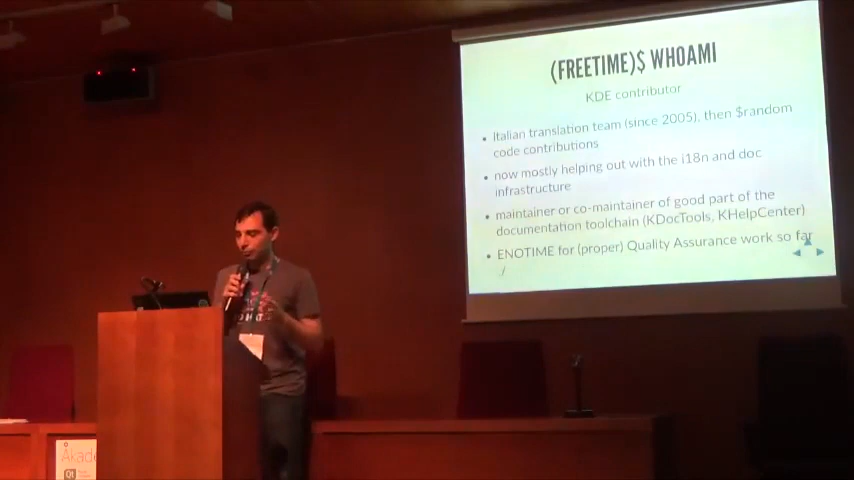 (FREETIME)$ WHOAMI
KDE contributor
• Italian translation team (since 2005), then $random
code contributions
• now mostly helping out with the i18n and doc
infrastructure
• maintainer or co-maintainer of good part of the
documentation toolchain (KDocTools, KHelpCenter)
• ENOTIME for (proper) Quality Assurance work so far
:/
Akade
Qt